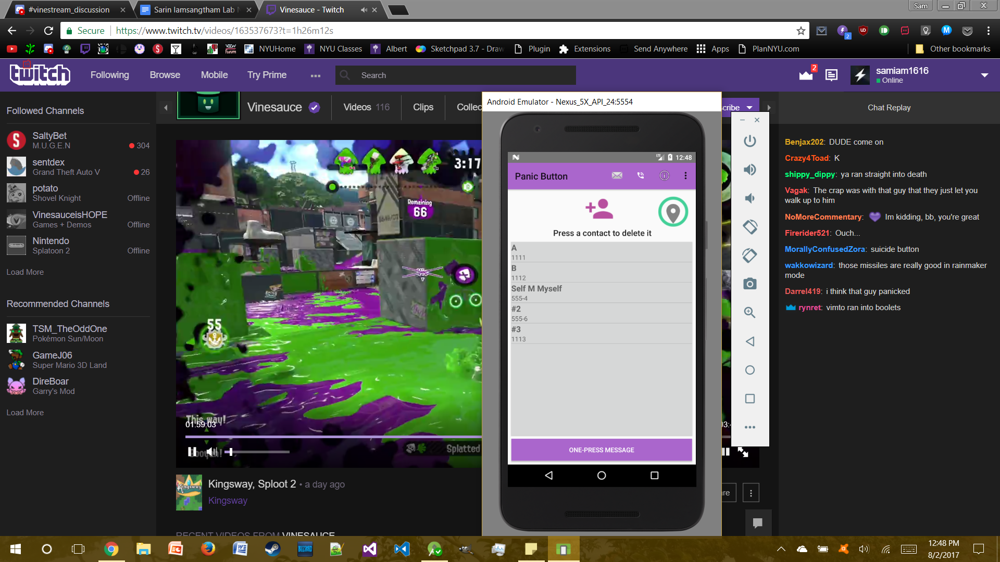 #vinestream_discussion
Sarin Iamsangtham Lab
Vinesauce - Twitch
Sam
Secure
https://www.twitch.tv/videos/163537673?t=1h26m12s
2
NYUHome
NYU Classes
Albert
Sketchpad 3.7 - Draw
Plugin
Extensions
Send Anywhere
Apps
PlanNYU.com
Other bookmarks
twitch
Following
Browse
Mobile
Try Prime
Search
2
samiam1616
Online
Followed Channels
SaltyBet
M.U.G.E.N
304
sentdex
Grand Theft Auto V
26
potato
Shovel Knight
Offline
VinesauceisHOPE
Games + Demos
Offline
Nintendo
Splatoon 2
Offline
Load More
Recommended Channels
TSM_TheOddOne
Pokémon Sun/Moon
GameJ06
Super Mario 3D Land
DireBoar
Garry's Mod
Load More
Vinesauce
Videos 116
Clips
Collec
cribe
3:17
Remaining
66
55
This way!
01:59:03
Booyah!
Splatted
03:4
Kingsway, Sploot 2 • a day ago
Kingsway
are
RECENT VIDEOS FROM VINESAUCE
Android Emulator - Nexus_5X_API_24:5554
LTE
12:48
Panic Button
Press a contact to delete it
A
1111
B
1112
Self M Myself
555-4
#2
555-6
#3
1113
ONE-PRESS MESSAGE
Chat Replay
Benjax202: DUDE come on
Crazy4Toad: K
shippy_dippy: ya ran straight into death
Vagak: The crap was with that guy that they just let you
walk up to him
NoMoreCommentary: Im kidding, bb, you're great
Firerider521: Ouch...
MorallyConfusedZora: suicide button
wakkowizard: those missiles are really good in rainmaker
mode
Darrel419: i think that guy panicked
rynret: vimto ran into boolets
12:48 PM
8/2/2017